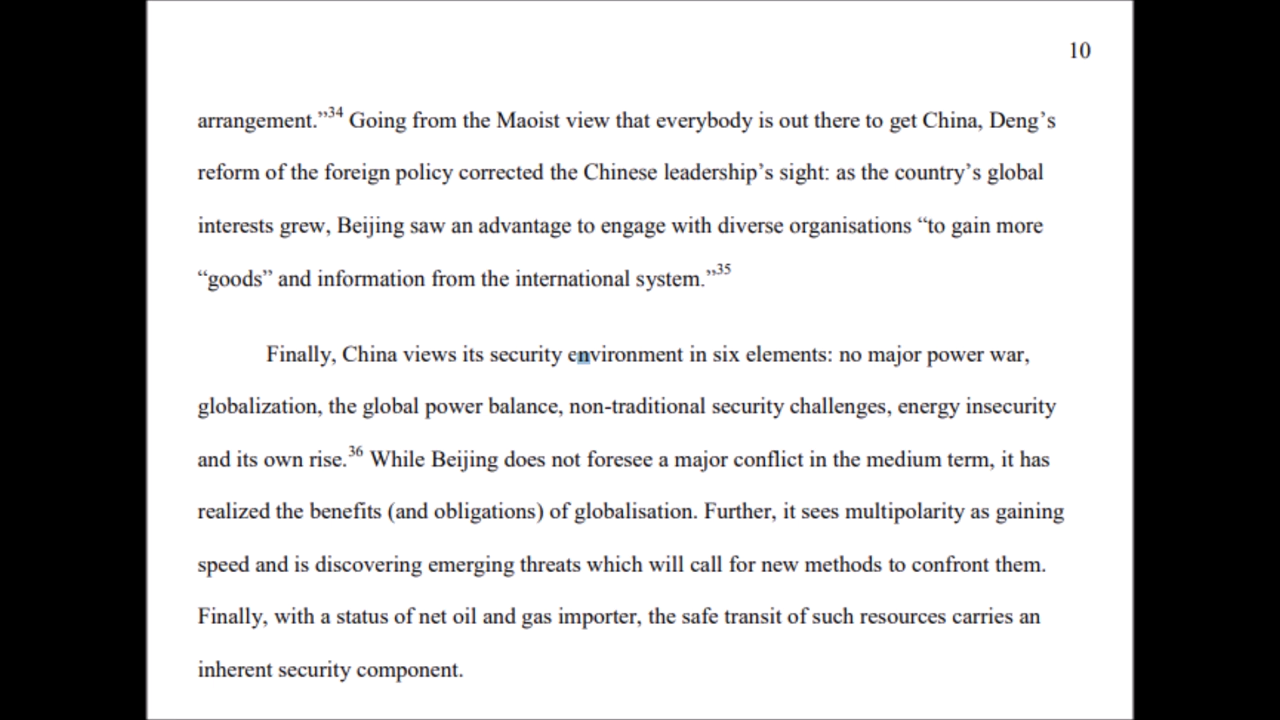 10
arrangement.”34 Going from the Maoist view that everybody is out there to get China, Deng’s
reform of the foreign policy corrected the Chinese leadership’s sight: as the country’s global
interests grew, Beijing saw an advantage to engage with diverse organisations “to gain more
“goods” and information from the international system.”35
Finally, China views its security environment in six elements: no major power war,
globalization, the global power balance, non-traditional security challenges, energy insecurity
and its own rise.36 While Beijing does not foresee a major conflict in the medium term, it has
realized the benefits (and obligations) of globalisation. Further, it sees multipolarity as gaining
speed and is discovering emerging threats which will call for new methods to confront them.
Finally, with a status of net oil and gas importer, the safe transit of such resources carries an
inherent security component.